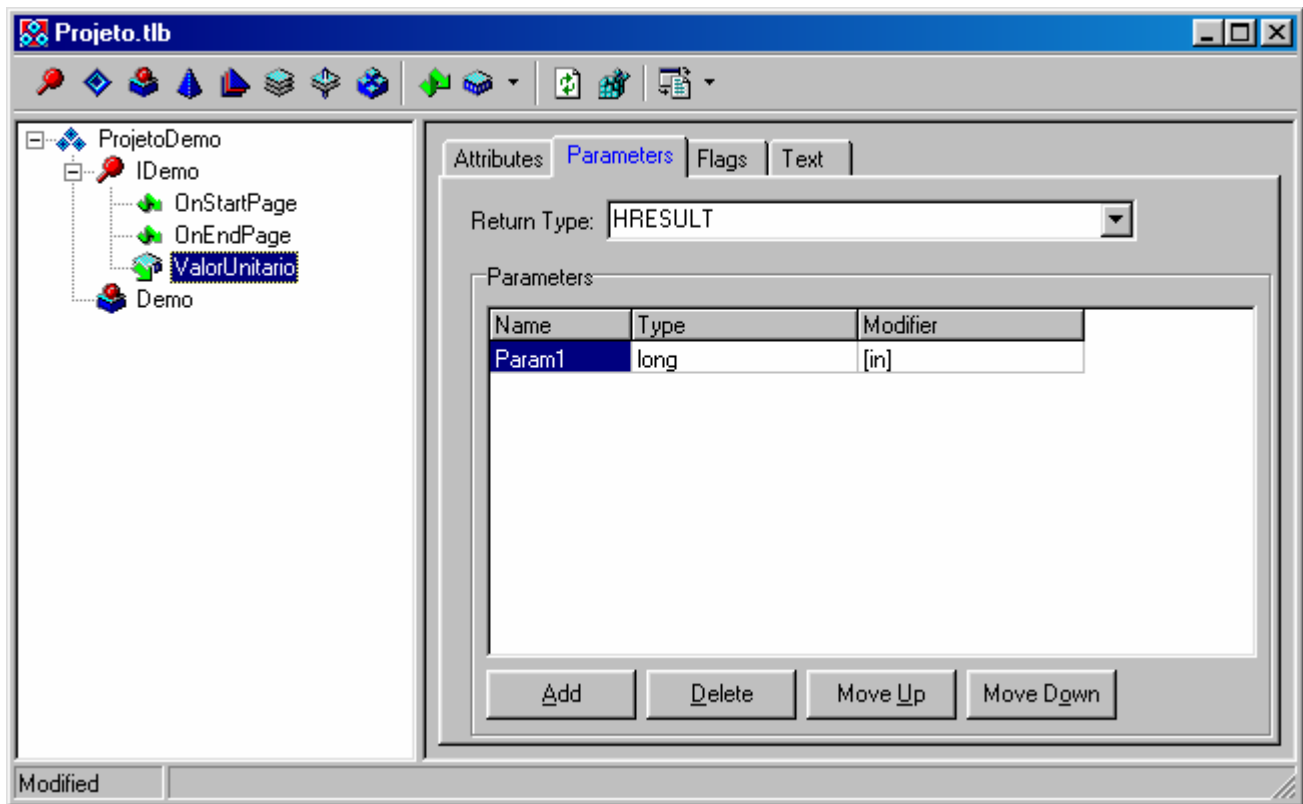 Projeto.tlb
ProjetoDemo
IDemo
OnStartPage
OnEndPage
ValorUnitario
Demo
Attributes Parameters Flags Text
Return Type: HRESULT
Parameters
Name Type Modifier
Param1 long [in]
Add Delete Move Up Move Down
Modified